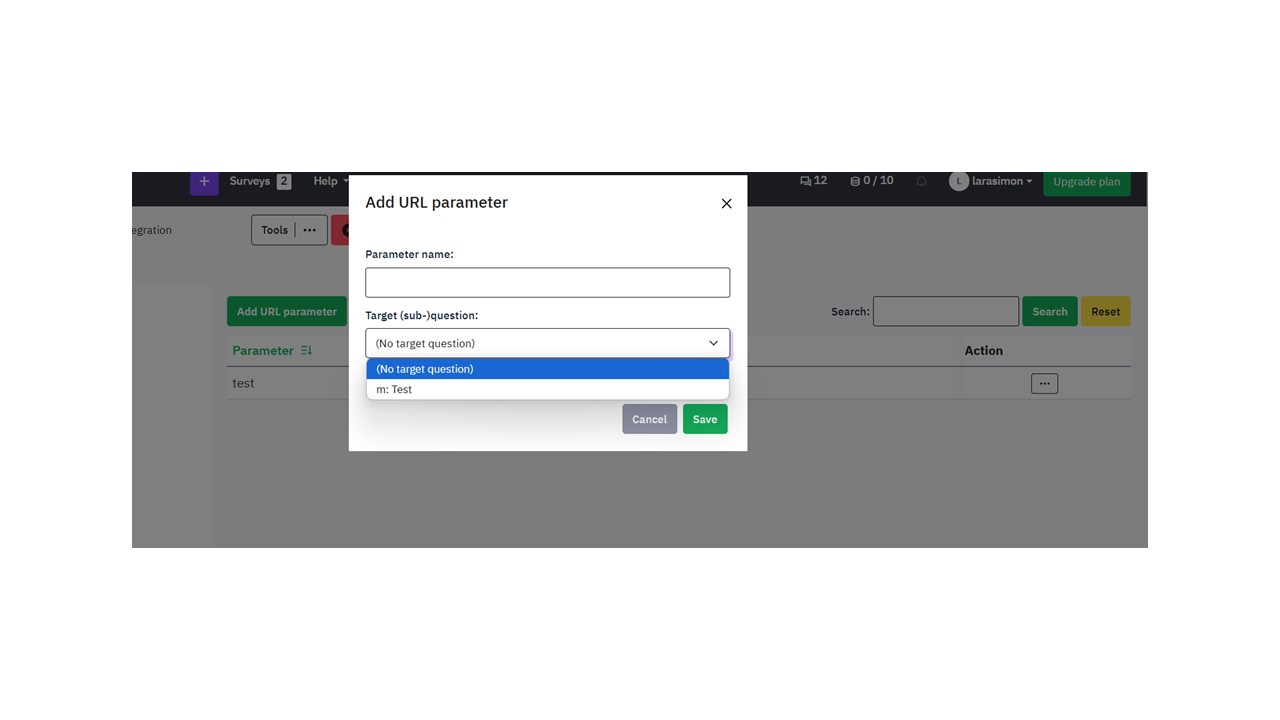 + Surveys 2 Help 12 0 / 10 L larasimon Upgrade plan
Add URL parameter
egration Tools ...
Parameter name:
Add URL parameter Search: Search Reset
Target (sub-)question:
(No target question)
Parameter Action
(No target question)
test ...
m: Test
Cancel Save